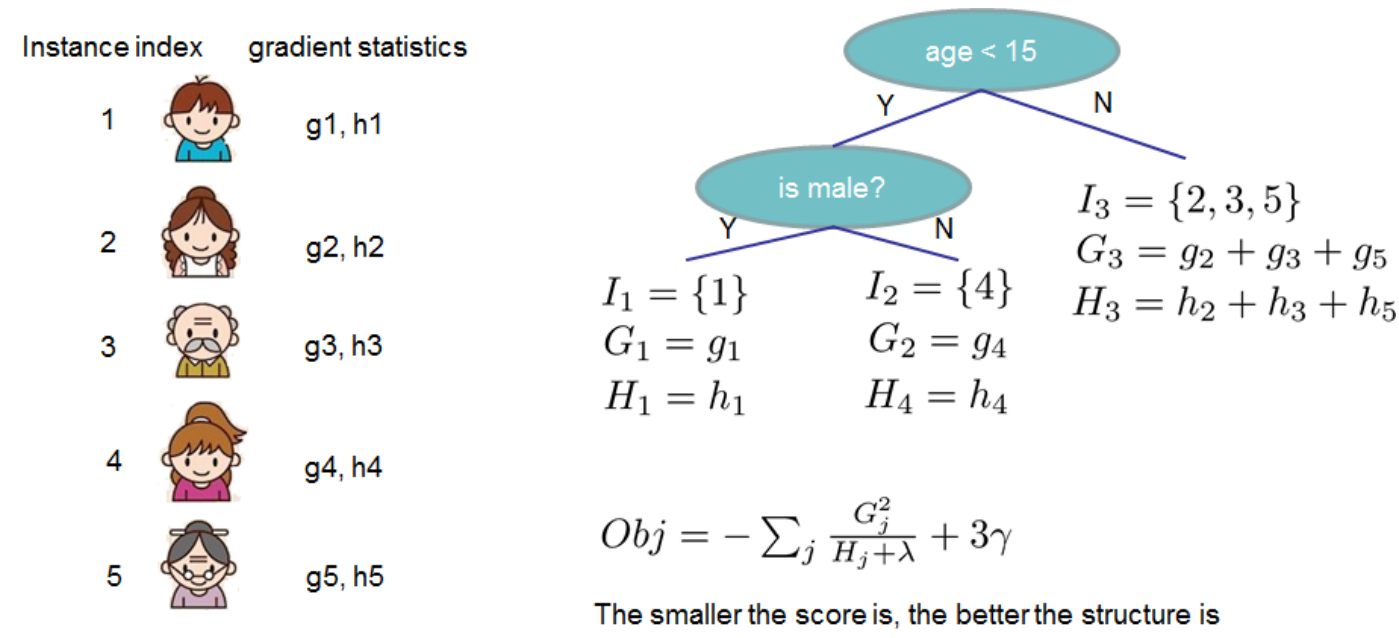 Instance index gradient statistics
1 g1, h1
2 g2, h2
3 g3, h3
4 g4, h4
5 g5, h5
age < 15
Y N
is male?
Y N
I₁ = {1}
G₁ = g₁
H₁ = h₁
I₂ = {4}
G₂ = g₄
H₄ = h₄
I₃ = {2, 3, 5}
G₃ = g₂ + g₃ + g₅
H₃ = h₂ + h₃ + h₅
Obj = − ∑ⱼ Gⱼ² / (Hⱼ+λ) + 3γ
The smaller the score is, the better the structure is